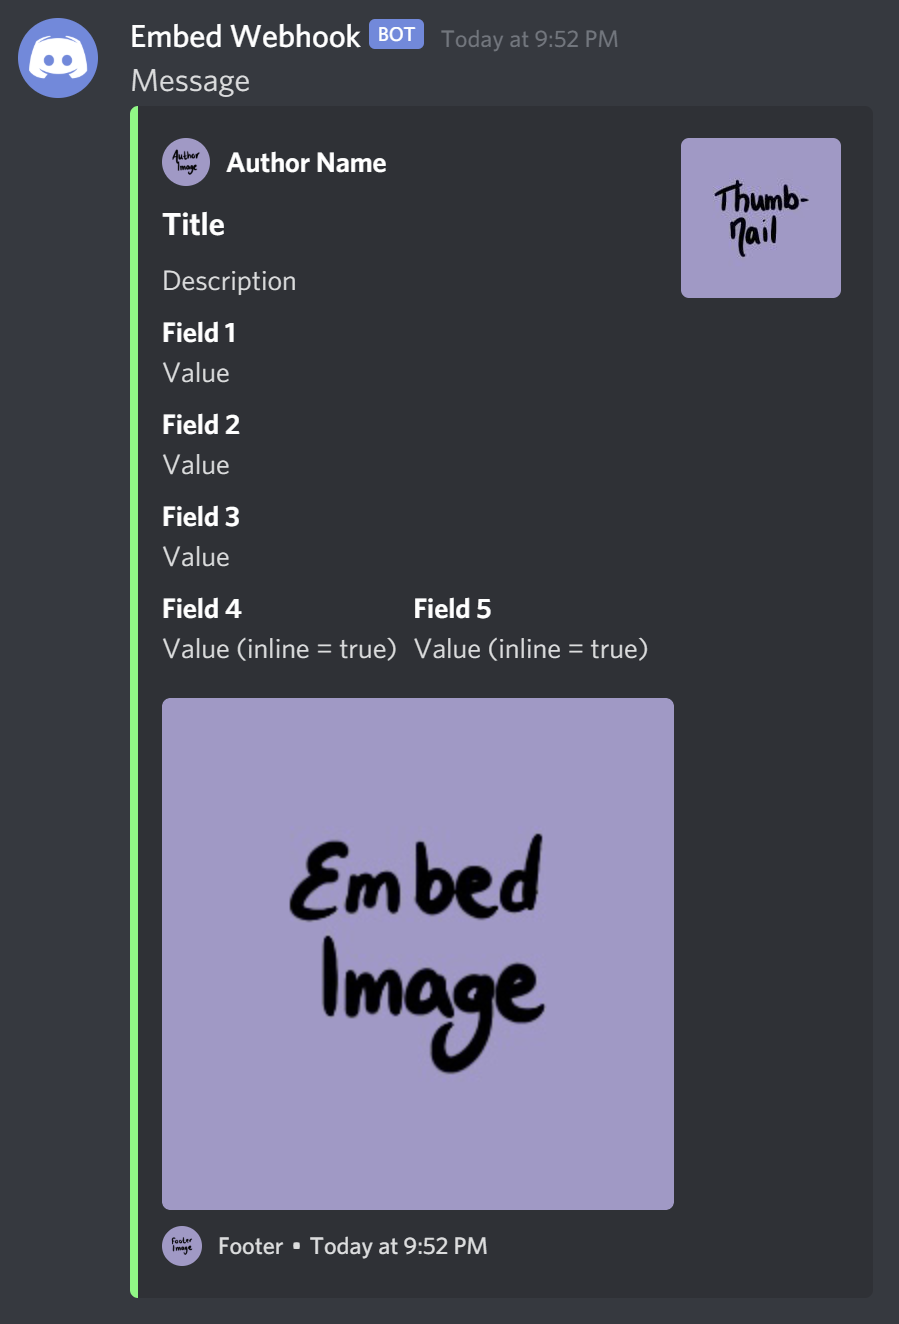 Embed Webhook BOT Today at 9:52 PM
Message
Author
Image
Author Name
Thumb-
nail
Title
Description
Field 1
Value
Field 2
Value
Field 3
Value
Field 4 Field 5
Value (inline = true) Value (inline = true)
Embed
Image
Footer
Image
Footer • Today at 9:52 PM